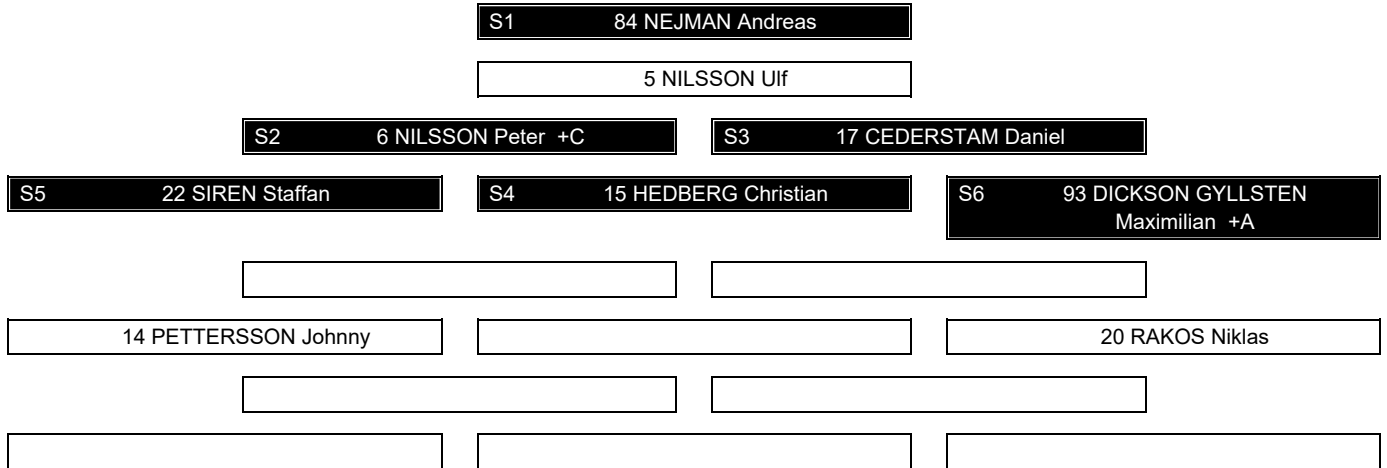 S1 84 NEJMAN Andreas
5 NILSSON Ulf
S2 6 NILSSON Peter +C
S3 17 CEDERSTAM Daniel
S5 22 SIREN Staffan
S4 15 HEDBERG Christian
S6 93 DICKSON GYLLSTEN
Maximilian +A
14 PETTERSSON Johnny
20 RAKOS Niklas